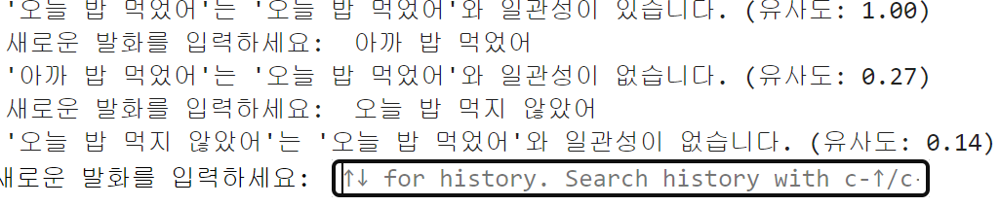 '오늘 밥 먹었어'는 '오늘 밥 먹었어'와 일관성이 있습니다. (유사도: 1.00)
새로운 발화를 입력하세요: 아까 밥 먹었어
'아까 밥 먹었어'는 '오늘 밥 먹었어'와 일관성이 없습니다. (유사도: 0.27)
새로운 발화를 입력하세요: 오늘 밥 먹지 않았어
'오늘 밥 먹지 않았어'는 '오늘 밥 먹었어'와 일관성이 없습니다. (유사도: 0.14)
새로운 발화를 입력하세요: ↑↓ for history. Search history with c-↑/c-